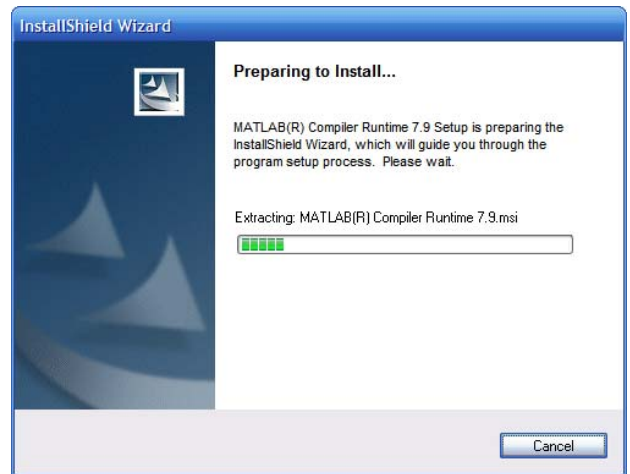 InstallShield Wizard
Preparing to Install...
MATLAB(R) Compiler Runtime 7.9 Setup is preparing the
InstallShield Wizard, which will guide you through the
program setup process. Please wait.
Extracting: MATLAB(R) Compiler Runtime 7.9.msi
Cancel